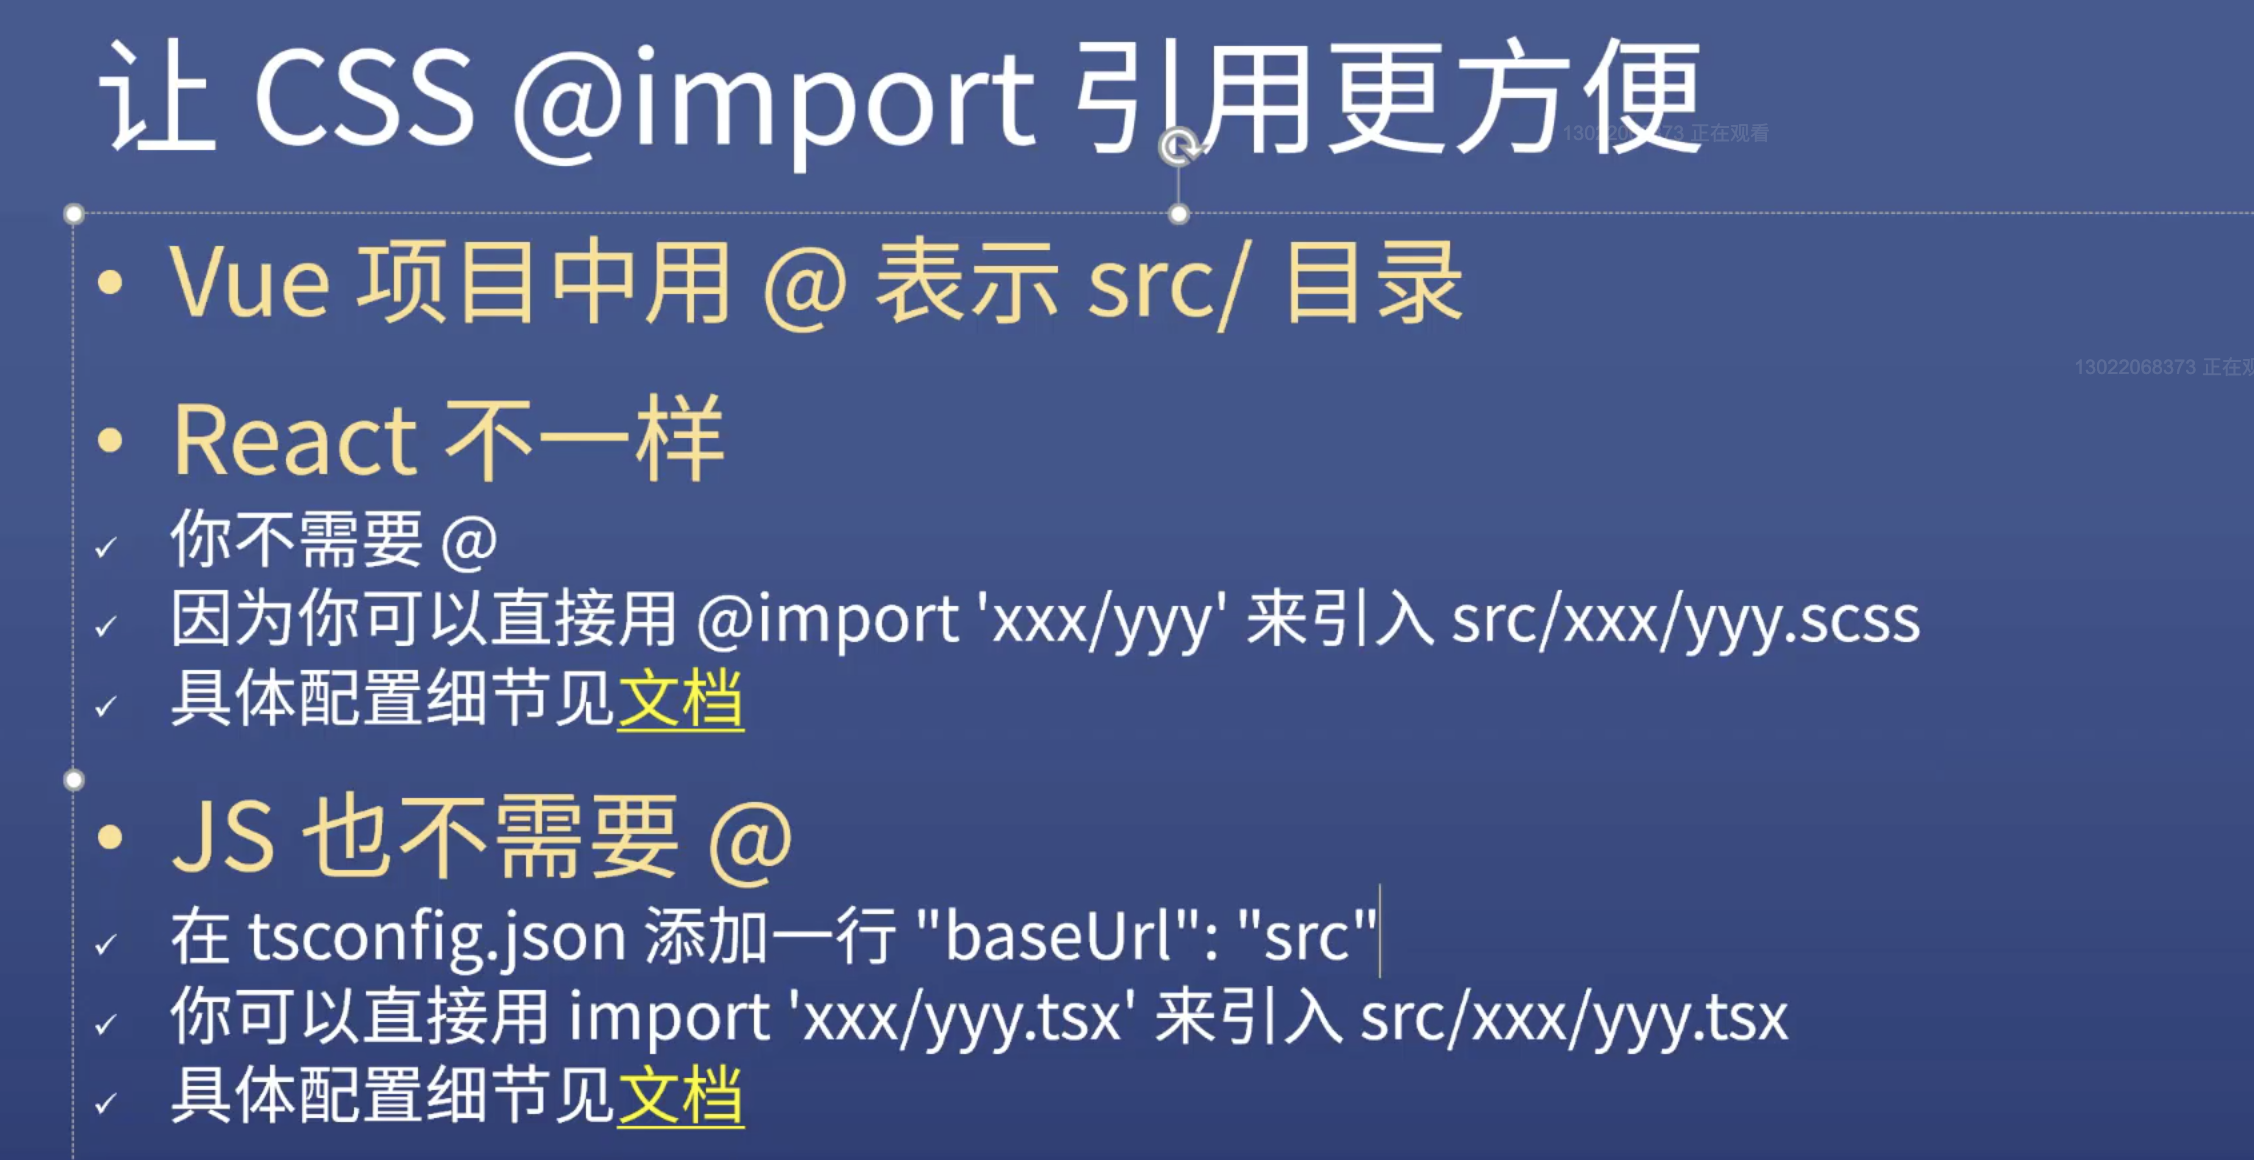 让 CSS @import 引用更方便
13022068373 正在观看
• Vue 项目中用 @ 表示 src/ 目录
13022068373 正在观
• React 不一样
✓ 你不需要 @
✓ 因为你可以直接用 @import 'xxx/yyy' 来引入 src/xxx/yyy.scss
✓ 具体配置细节见文档
• JS 也不需要 @
✓ 在 tsconfig.json 添加一行 "baseUrl": "src"
✓ 你可以直接用 import 'xxx/yyy.tsx' 来引入 src/xxx/yyy.tsx
✓ 具体配置细节见文档